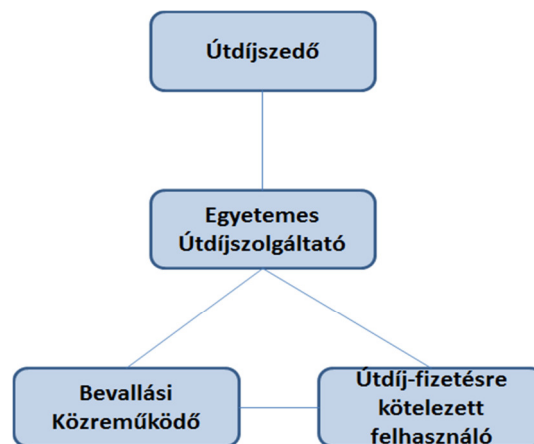 Útdíjszedő
Egyetemes
Útdíjszolgáltató
Bevallási
Közreműködő
Útdíj-fizetésre
kötelezett
felhasználó